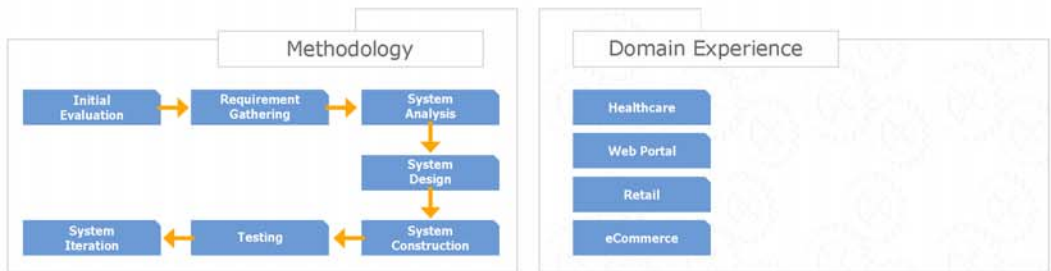 Methodology
Initial
Evaluation
Requirement
Gathering
System
Analysis
System
Design
System
Construction
Testing
System
Iteration
Domain Experience
Healthcare
Web Portal
Retail
eCommerce